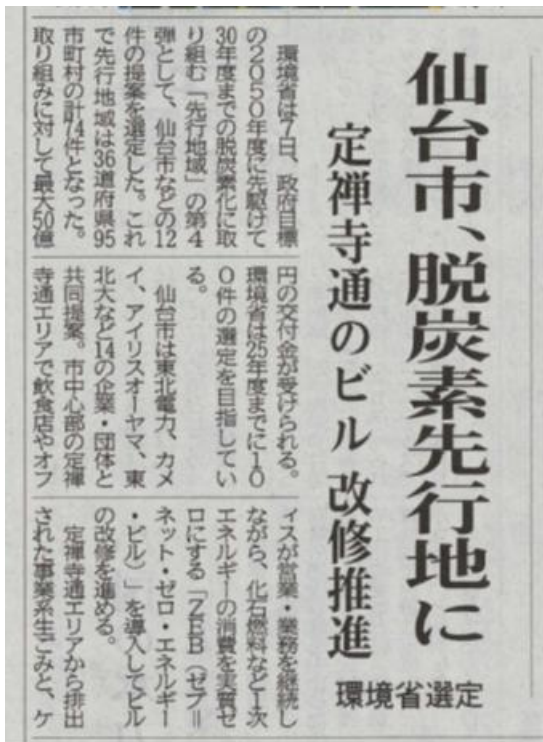 仙台市、脱炭素先行地に
定禅寺通のビル 改修推進
環境省選定
環境省は7日、政府目標
の2050年度に先駆けて
30年度までの脱炭素化に取
り組む「先行地域」の第4
弾として、仙台市などの12
件の提案を選定した。これ
で先行地域は36道府県95
市町村の計74件となった。
取り組みに対して最大50億
円の交付金が受けられる。
環境省は25年度までに10
0件の選定を目指してい
る。
仙台市は東北電力、カメ
イ、アイリスオーヤマ、東
北大など14の企業・団体と
共同提案。市中心部の定禅
寺通エリアで飲食店やオフ
ィスが営業・業務を継続し
ながら、化石燃料など1次
エネルギーの消費を実質ゼ
ロにする「ZEB(ゼブ=
ネット・ゼロ・エネルギー
・ビル)」を導入してビル
の改修を進める。
定禅寺通エリアから排出
された事業系生ごみと、ケ